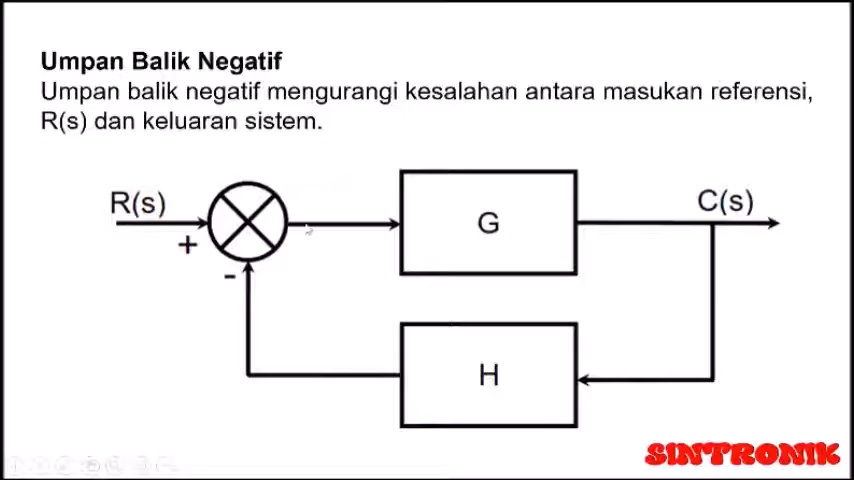 Umpan Balik Negatif
Umpan balik negatif mengurangi kesalahan antara masukan referensi,
R(s) dan keluaran sistem.
R(s)
+
-
G
C(s)
H
SINTRONIK